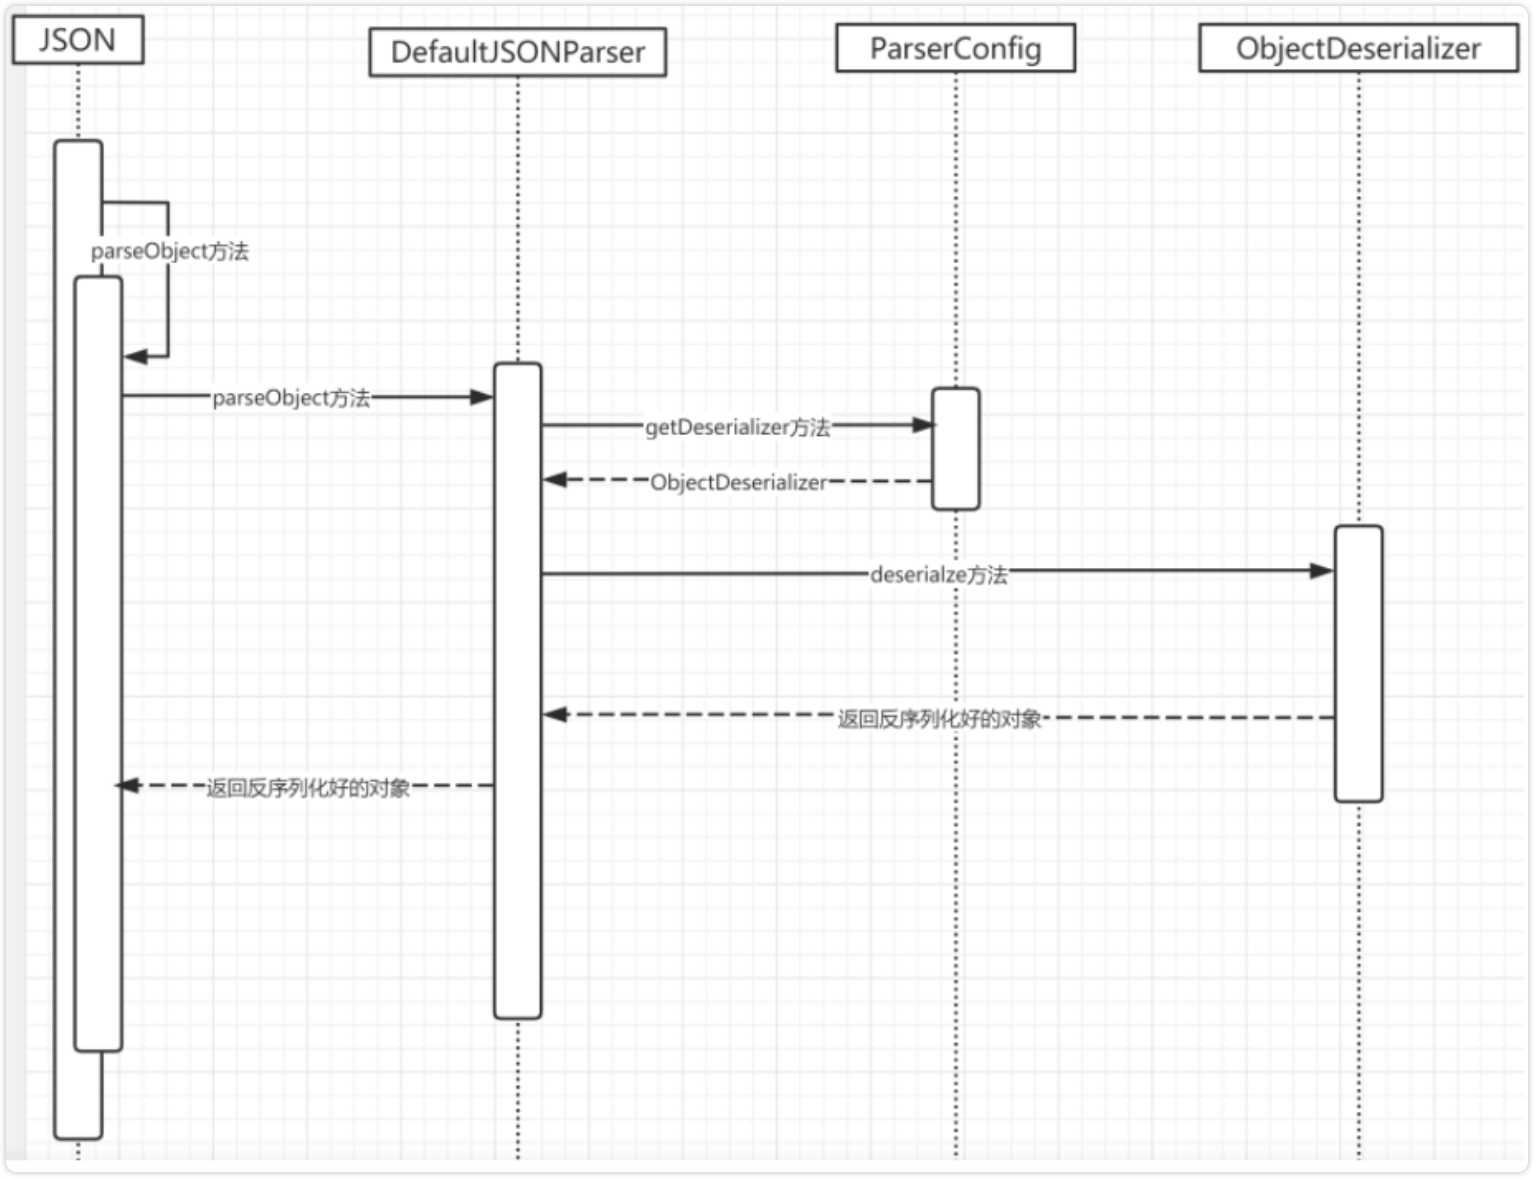 JSON
DefaultJSONParser
ParserConfig
ObjectDeserializer
parseObject方法
parseObject方法
getDeserializer方法
ObjectDeserializer
deserialze方法
返回反序列化好的对象
返回反序列化好的对象